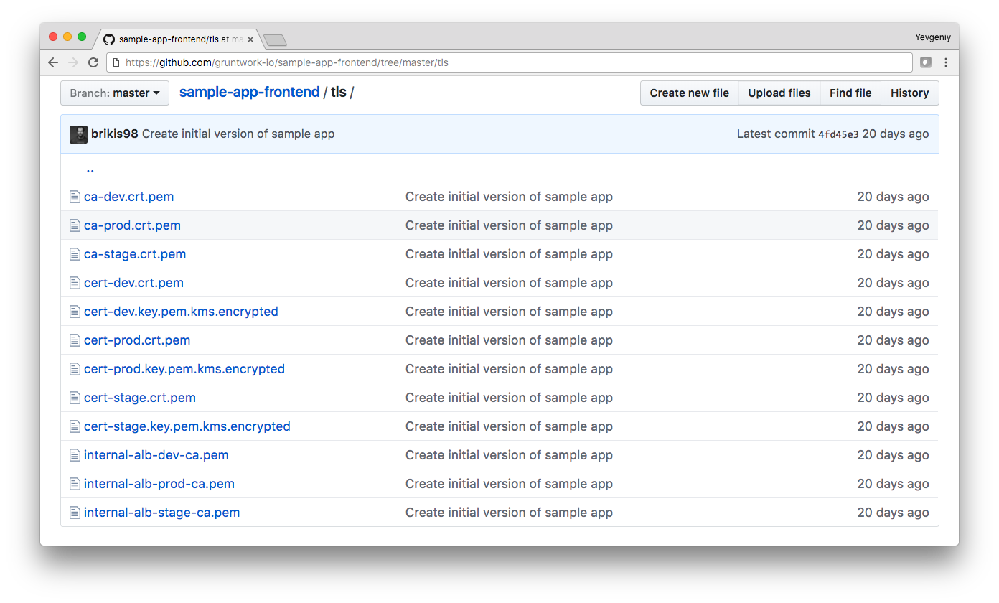 sample-app-frontend/tls at ma
Yevgeniy
https://github.com/gruntwork-io/sample-app-frontend/tree/master/tls
Branch: master sample-app-frontend / tls / Create new file Upload files Find file History
brikis98 Create initial version of sample app Latest commit 4fd45e3 20 days ago
..
ca-dev.crt.pem Create initial version of sample app 20 days ago
ca-prod.crt.pem Create initial version of sample app 20 days ago
ca-stage.crt.pem Create initial version of sample app 20 days ago
cert-dev.crt.pem Create initial version of sample app 20 days ago
cert-dev.key.pem.kms.encrypted Create initial version of sample app 20 days ago
cert-prod.crt.pem Create initial version of sample app 20 days ago
cert-prod.key.pem.kms.encrypted Create initial version of sample app 20 days ago
cert-stage.crt.pem Create initial version of sample app 20 days ago
cert-stage.key.pem.kms.encrypted Create initial version of sample app 20 days ago
internal-alb-dev-ca.pem Create initial version of sample app 20 days ago
internal-alb-prod-ca.pem Create initial version of sample app 20 days ago
internal-alb-stage-ca.pem Create initial version of sample app 20 days ago